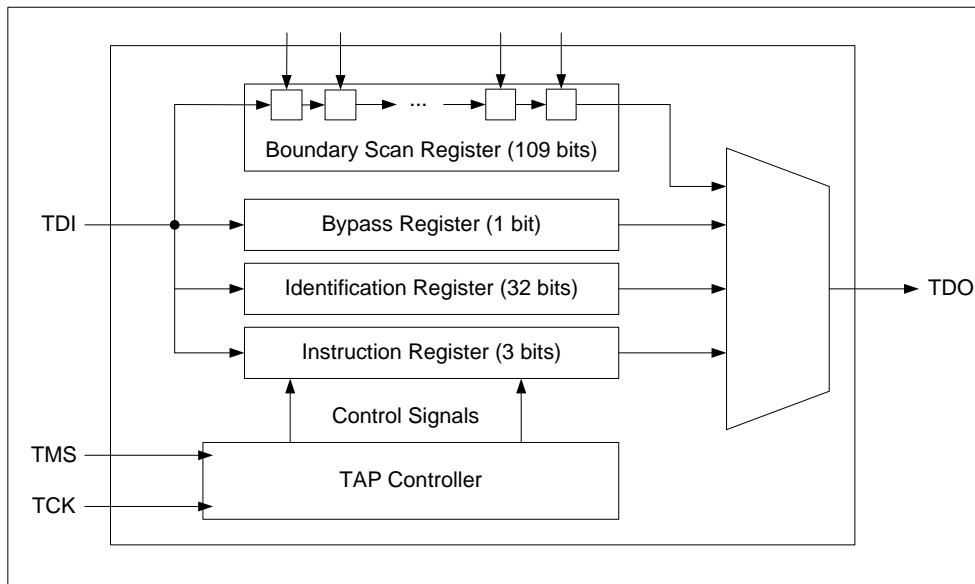 ...
Boundary Scan Register (109 bits)
TDI
Bypass Register (1 bit)
Identification Register (32 bits)
TDO
Instruction Register (3 bits)
Control Signals
TMS
TAP Controller
TCK